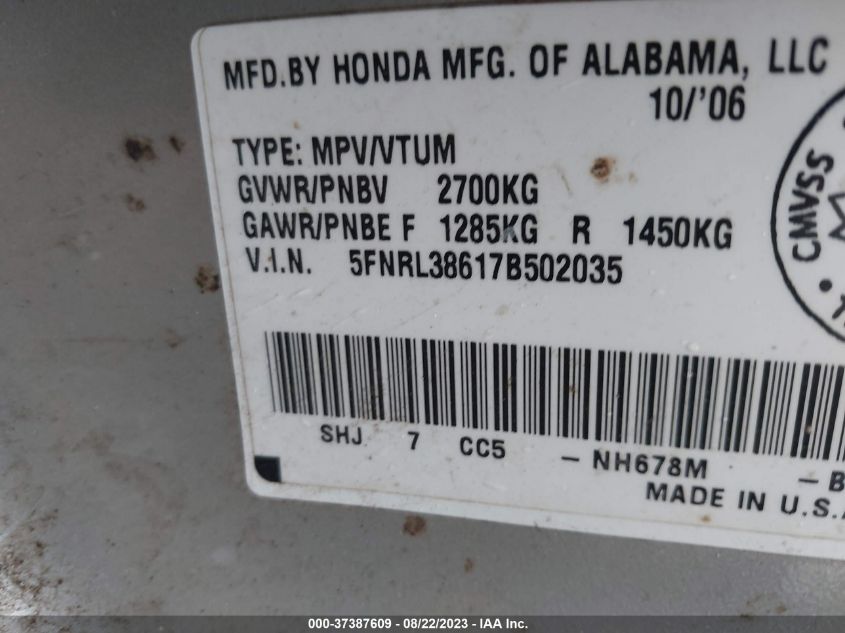 MFD.BY HONDA MFG. OF ALABAMA, LLC
10/'06
TYPE: MPV/VTUM
GVWR/PNBV 2700KG
GAWR/PNBE F 1285KG R 1450KG
V.I.N. 5FNRL38617B502035
CMVSS
SHJ 7 CC5 - NH678M - B
MADE IN U.S.A
000-37387609 - 08/22/2023 - IAA Inc.